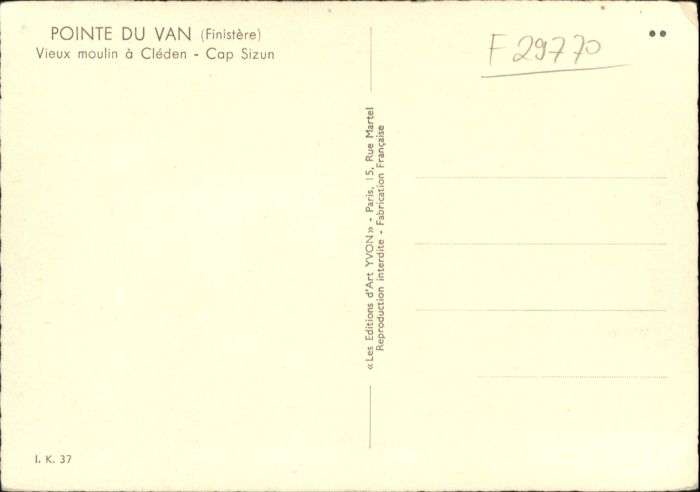 POINTE DU VAN (Finistère)
Vieux moulin à Cléden - Cap Sizun
F 29770
«Les Editions d'Art YVON» - Paris, 15, Rue Martel
Reproduction interdite - Fabrication Française
I. K. 37